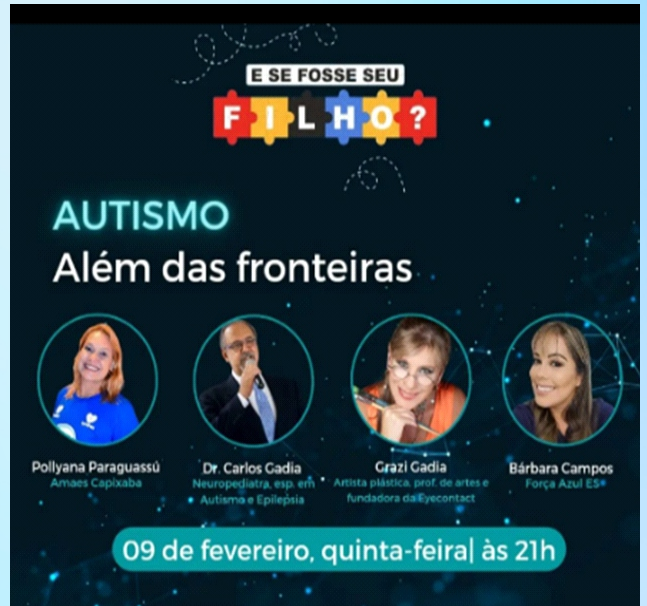 E SE FOSSE SEU
FILHO?
AUTISMO
Além das fronteiras
Pollyana Paraguassú
Amaes Capixaba
Dr. Carlos Gadia
Neuropediatra, esp. em
Autismo e Epilepsia
Grazi Gadia
Artista plástica, prof. de artes e
fundadora da Eyecontact
Bárbara Campos
Força Azul ES
09 de fevereiro, quinta-feira| às 21h